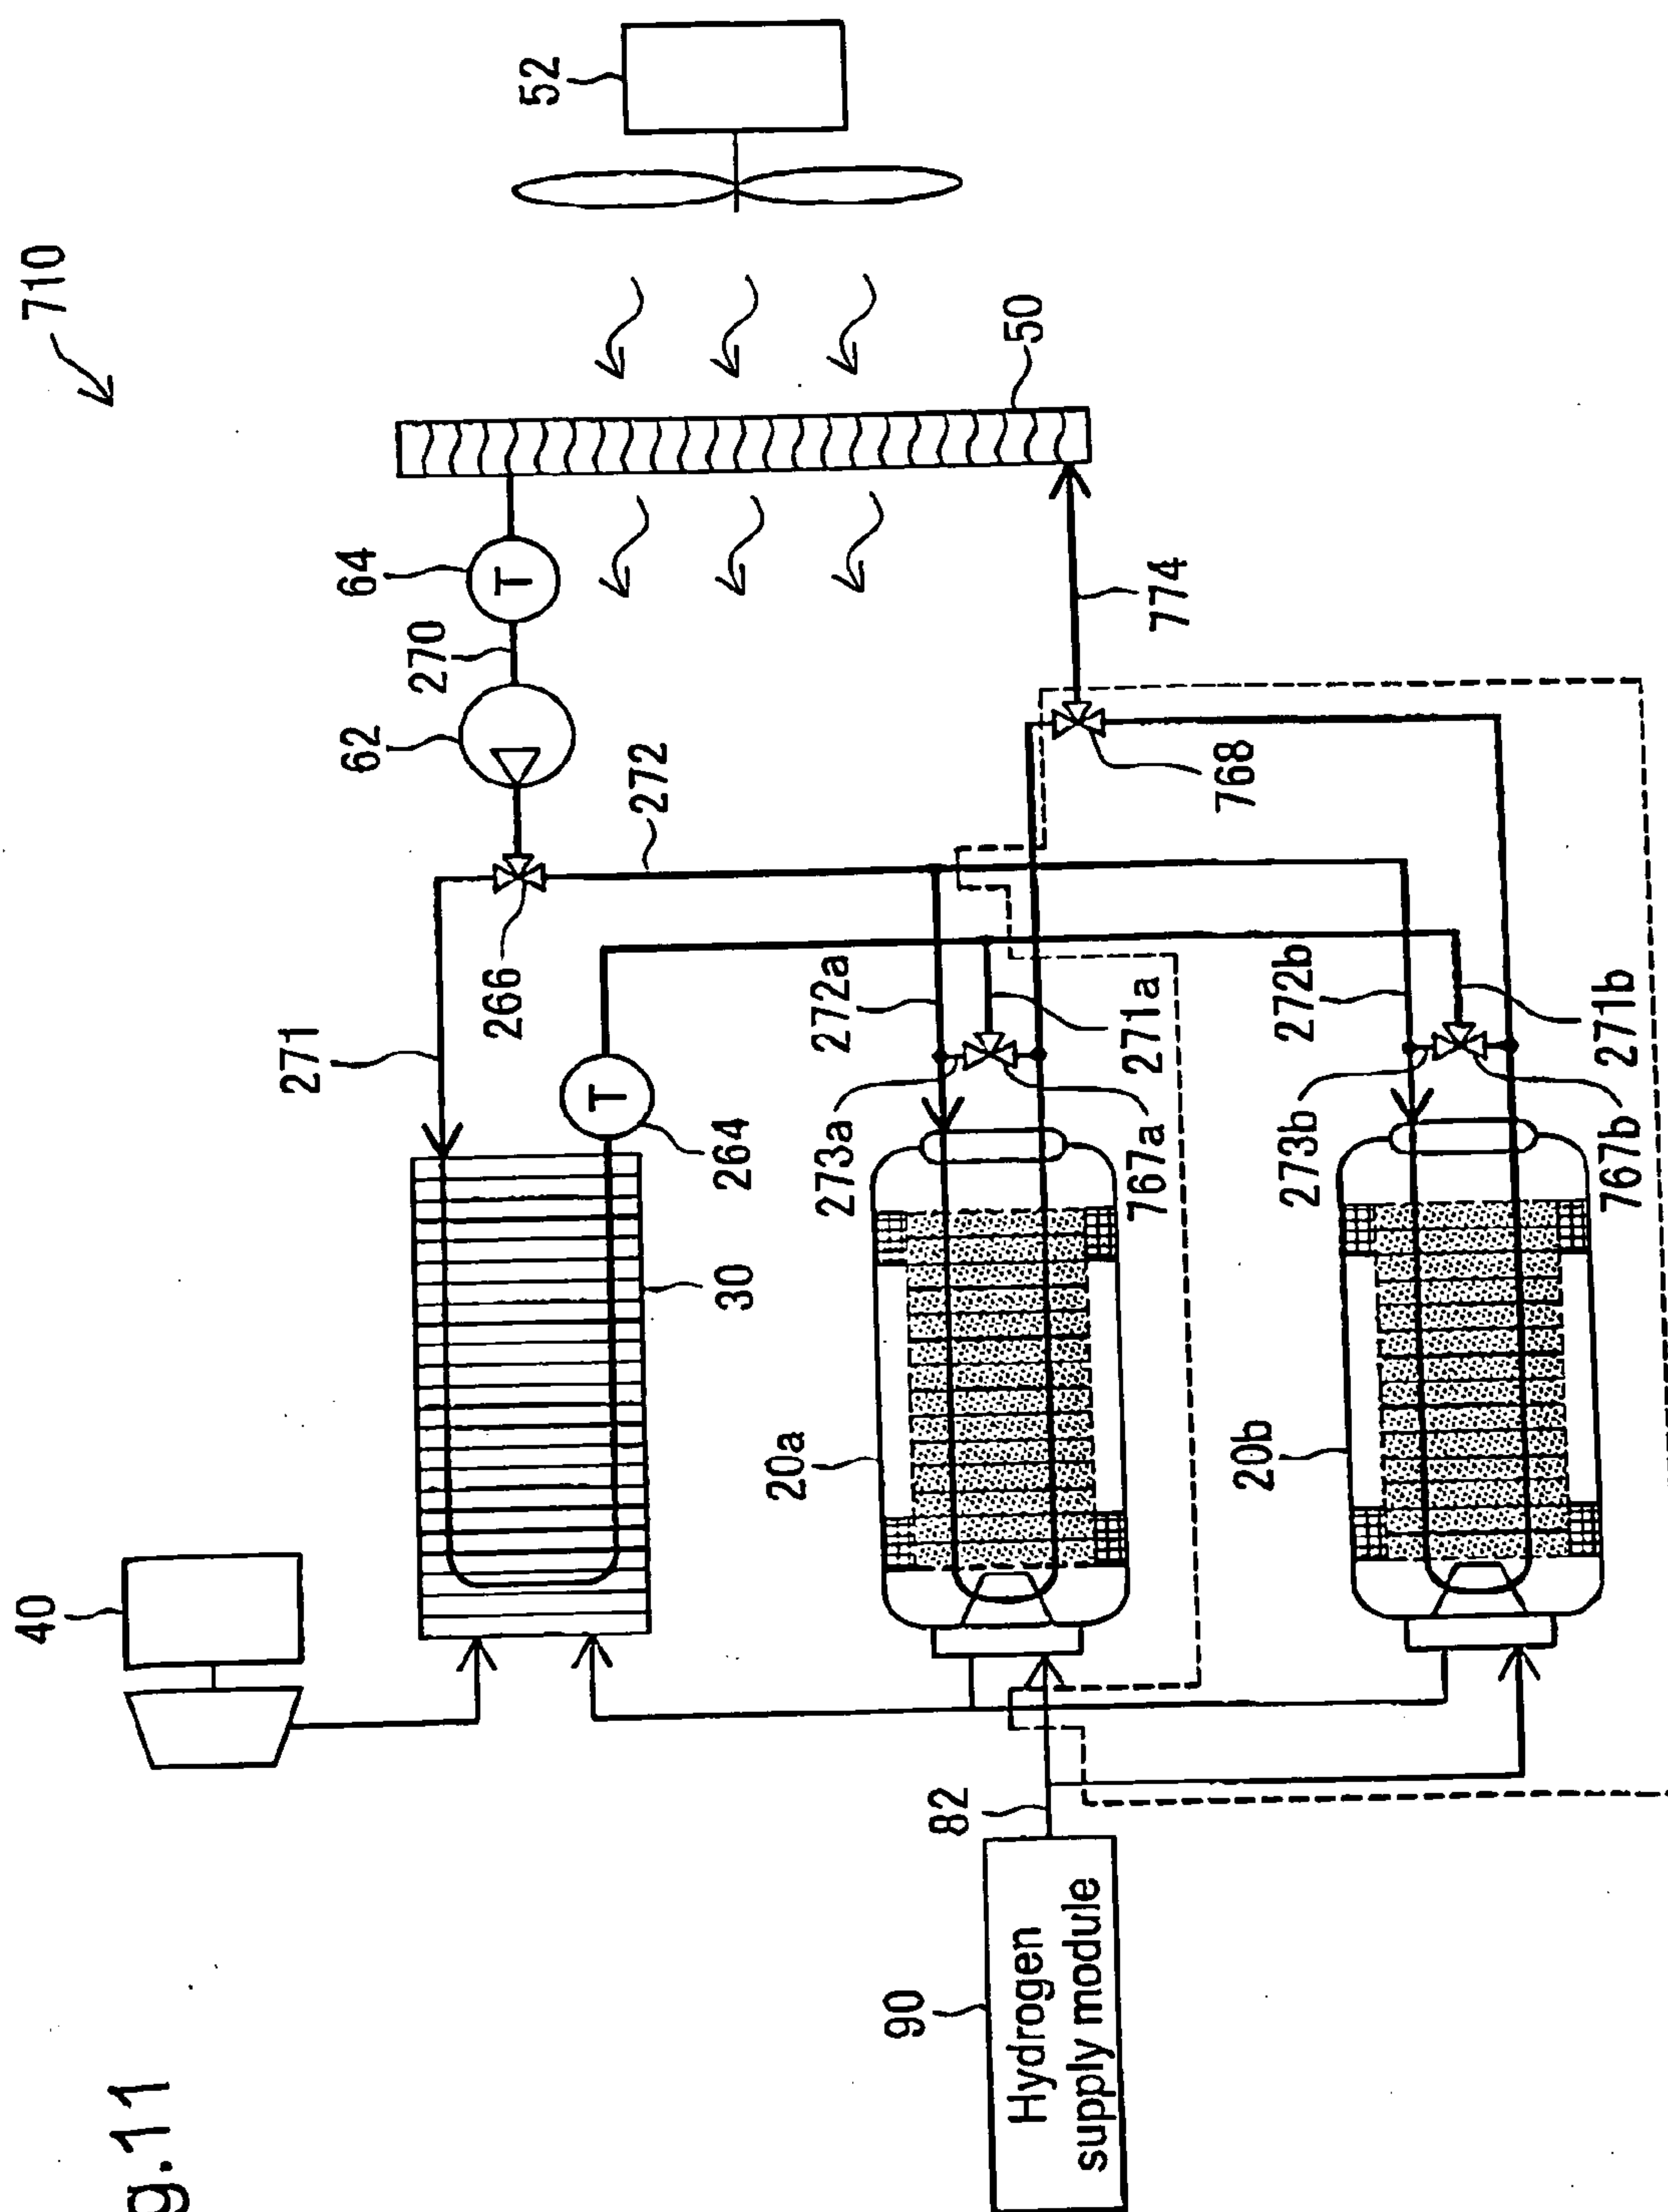 g.11
710
52
50
64
270
62
272
774
768
266
271
272a
271a
272b
271b
264
273a
767a
273b
767b
30
20a
20b
40
82
90
Hydrogen
supply module
T
T